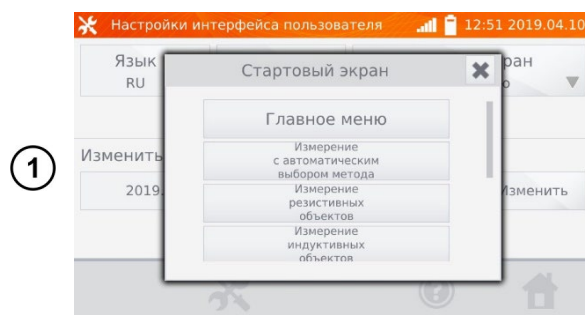 Настройки интерфейса пользователя 12:51 2019.04.10
Язык
RU
Стартовый экран
Главное меню
Измерение
с автоматическим
выбором метода
Измерение
резистивных
объектов
Измерение
индуктивных
объектов
1
Изменить
2019.
Изменить